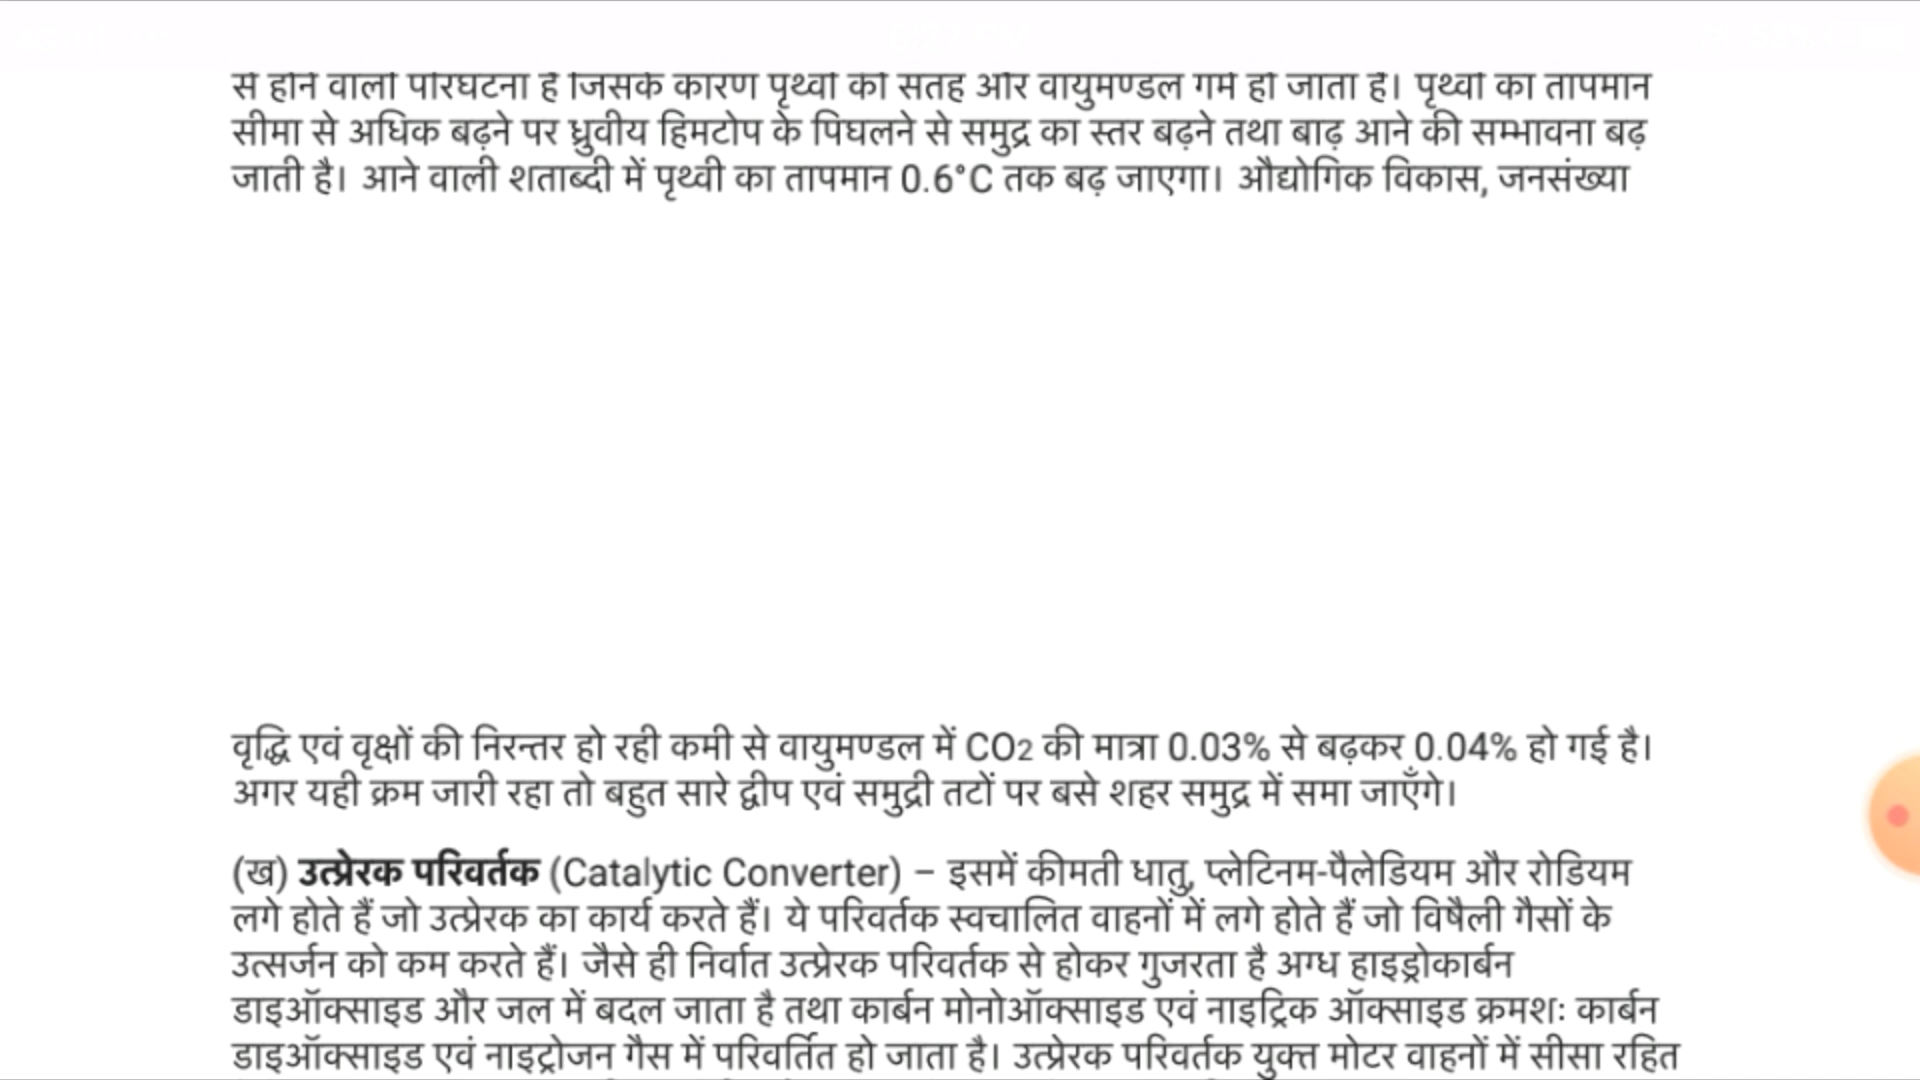 से होने वाली परिघटना है जिसके कारण पृथ्वी की सतह और वायुमण्डल गर्म हो जाता है। पृथ्वी का तापमान
सीमा से अधिक बढ़ने पर ध्रुवीय हिमटोप के पिघलने से समुद्र का स्तर बढ़ने तथा बाढ़ आने की सम्भावना बढ़
जाती है। आने वाली शताब्दी में पृथ्वी का तापमान 0.6°C तक बढ़ जाएगा। औद्योगिक विकास, जनसंख्या
वृद्धि एवं वृक्षों की निरन्तर हो रही कमी से वायुमण्डल में CO2 की मात्रा 0.03% से बढ़कर 0.04% हो गई है।
अगर यही क्रम जारी रहा तो बहुत सारे द्वीप एवं समुद्री तटों पर बसे शहर समुद्र में समा जाएँगे।
(ख) उत्प्रेरक परिवर्तक (Catalytic Converter) – इसमें कीमती धातु, प्लेटिनम-पैलेडियम और रोडियम
लगे होते हैं जो उत्प्रेरक का कार्य करते हैं। ये परिवर्तक स्वचालित वाहनों में लगे होते हैं जो विषैली गैसों के
उत्सर्जन को कम करते हैं। जैसे ही निर्वात उत्प्रेरक परिवर्तक से होकर गुजरता है अग्ध हाइड्रोकार्बन
डाइऑक्साइड और जल में बदल जाता है तथा कार्बन मोनोऑक्साइड एवं नाइट्रिक ऑक्साइड क्रमशः कार्बन
डाइऑक्साइड एवं नाइट्रोजन गैस में परिवर्तित हो जाता है। उत्प्रेरक परिवर्तक युक्त मोटर वाहनों में सीसा रहित